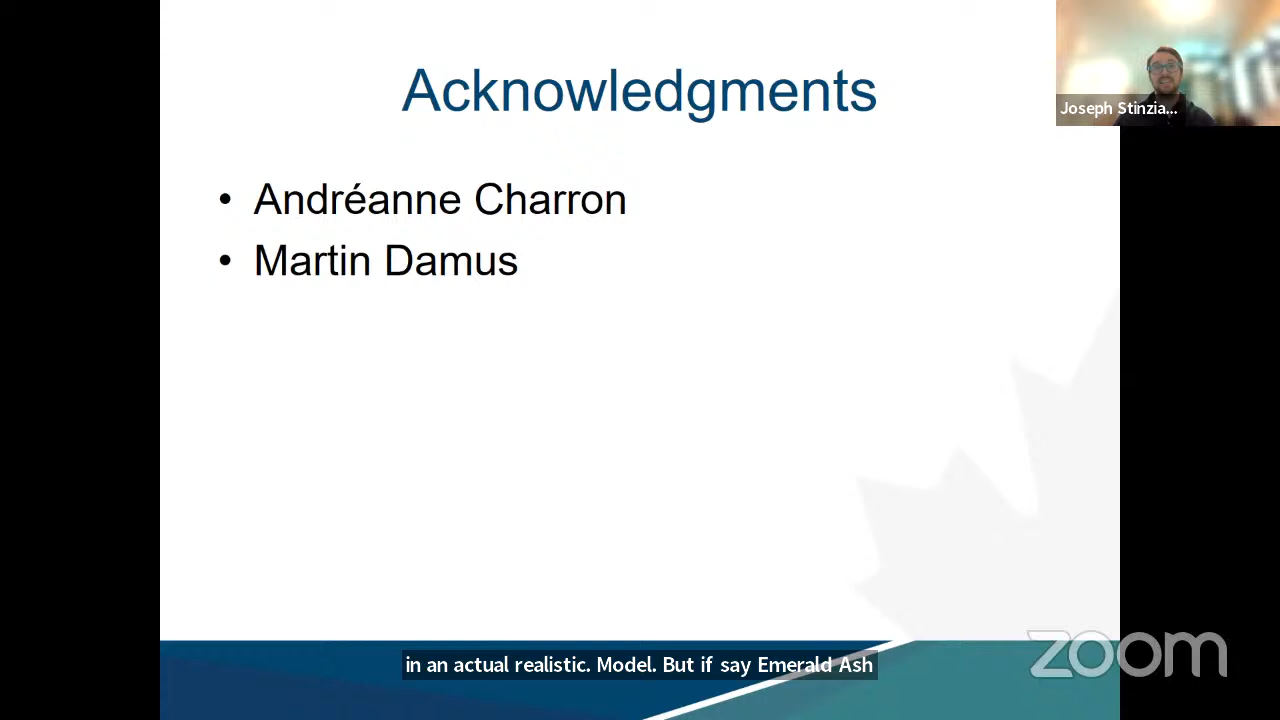 Acknowledgments
Joseph Stinzia...
• Andréanne Charron
• Martin Damus
in an actual realistic. Model. But if say Emerald Ash
zoom